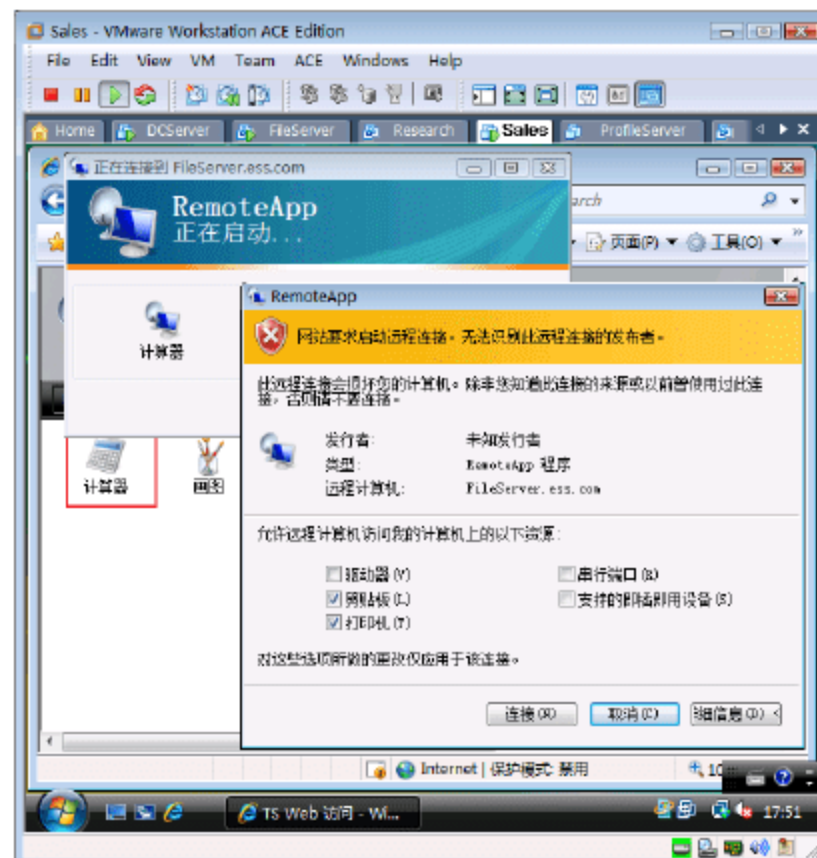 Sales - VMware Workstation ACE Edition
File Edit View VM Team ACE Windows Help
Home DCServer FileServer Research Sales ProfileServer
正在连接到 FileServer.ess.com
arch
RemoteApp
正在启动...
页面(P) 工具(O)
RemoteApp
网站要求启动远程连接。无法识别此远程连接的发布者。
计算器
此远程连接会损坏您的计算机。除非您知道此连接的来源或以前曾使用过此连
接，否则请不要连接。
发行者: 未知发行者
类型: RemoteApp 程序
远程计算机: FileServer.ess.com
计算器 画图
允许远程计算机访问我的计算机上的以下资源:
驱动器(V) 串行端口(R)
剪贴板(L) 支持的即插即用设备(S)
打印机(T)
对这些选项所做的更改仅应用于该连接。
连接(N) 取消(C) 细信息(D) <
Internet | 保护模式: 禁用 10
TS Web 访问 - Wi... 17:51